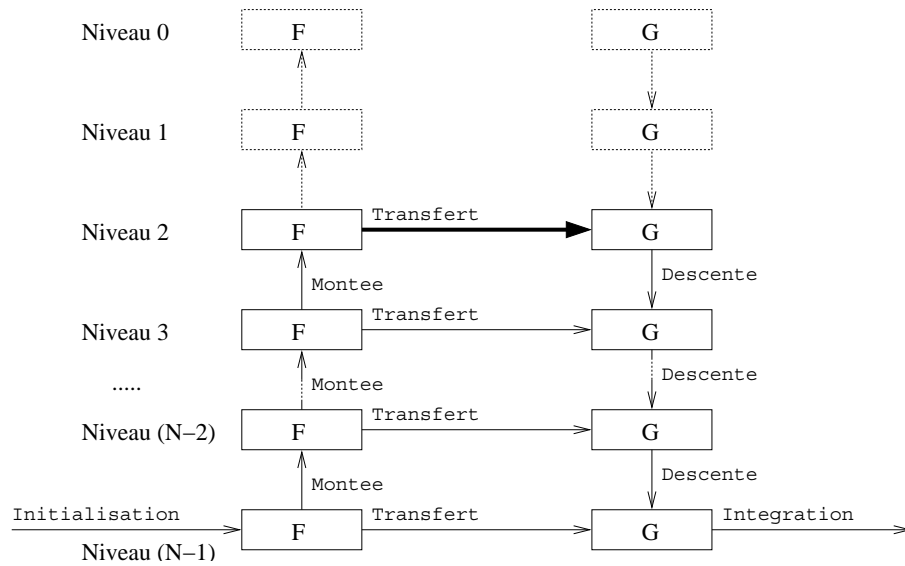 Niveau 0 F G
Niveau 1 F G
Transfert
Niveau 2 F G
Montee Descente
Transfert
Niveau 3 F G
..... Montee Descente
Transfert
Niveau (N−2) F G
Montee Descente
Initialisation Transfert Integration
F G
Niveau (N−1)